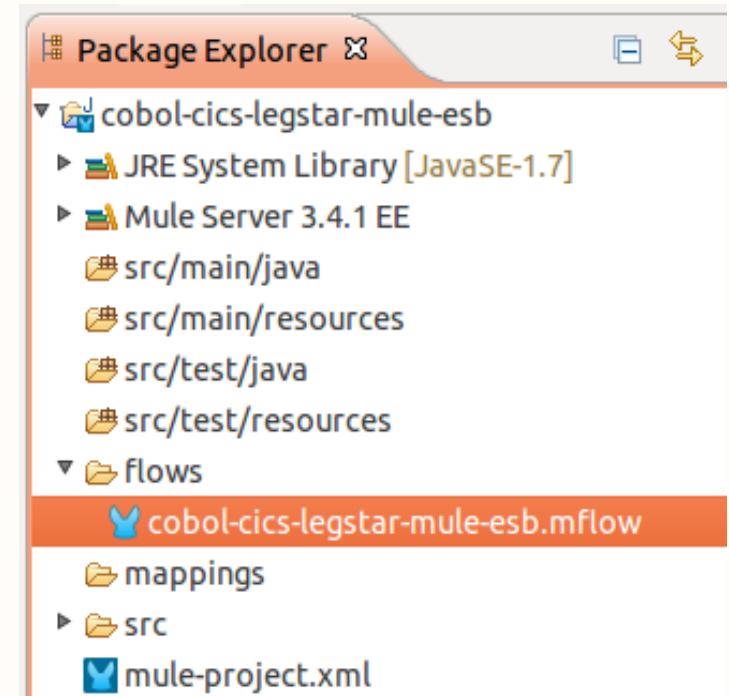 Package Explorer
cobol-cics-legstar-mule-esb
JRE System Library [JavaSE-1.7]
Mule Server 3.4.1 EE
src/main/java
src/main/resources
src/test/java
src/test/resources
flows
cobol-cics-legstar-mule-esb.mflow
mappings
src
mule-project.xml